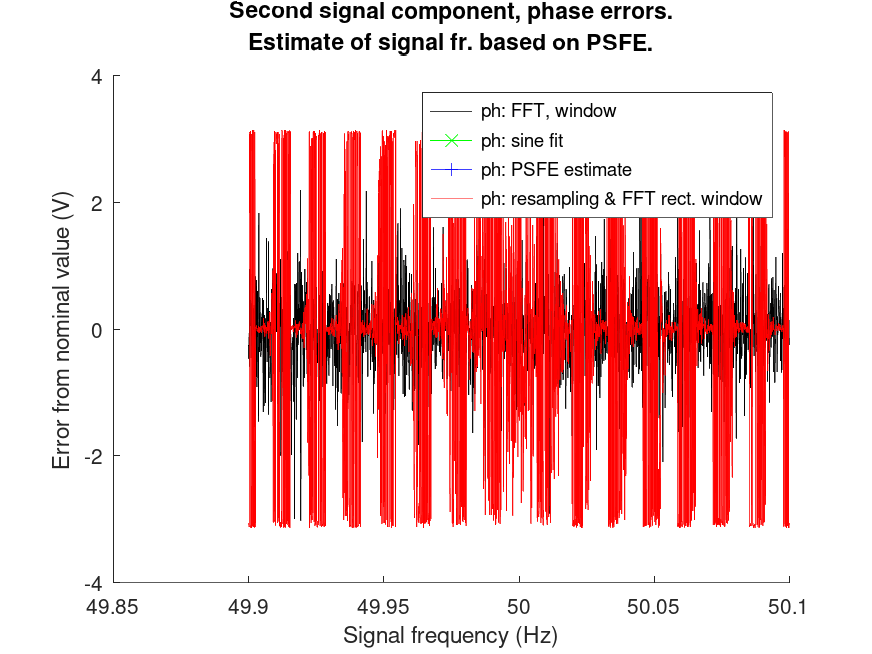 Second signal component, phase errors.
Estimate of signal fr. based on PSFE.
ph: FFT, window
ph: sine fit
ph: PSFE estimate
ph: resampling & FFT rect. window
Error from nominal value (V)
4
2
0
-2
-4
49.85
49.9
49.95
50
50.05
50.1
Signal frequency (Hz)